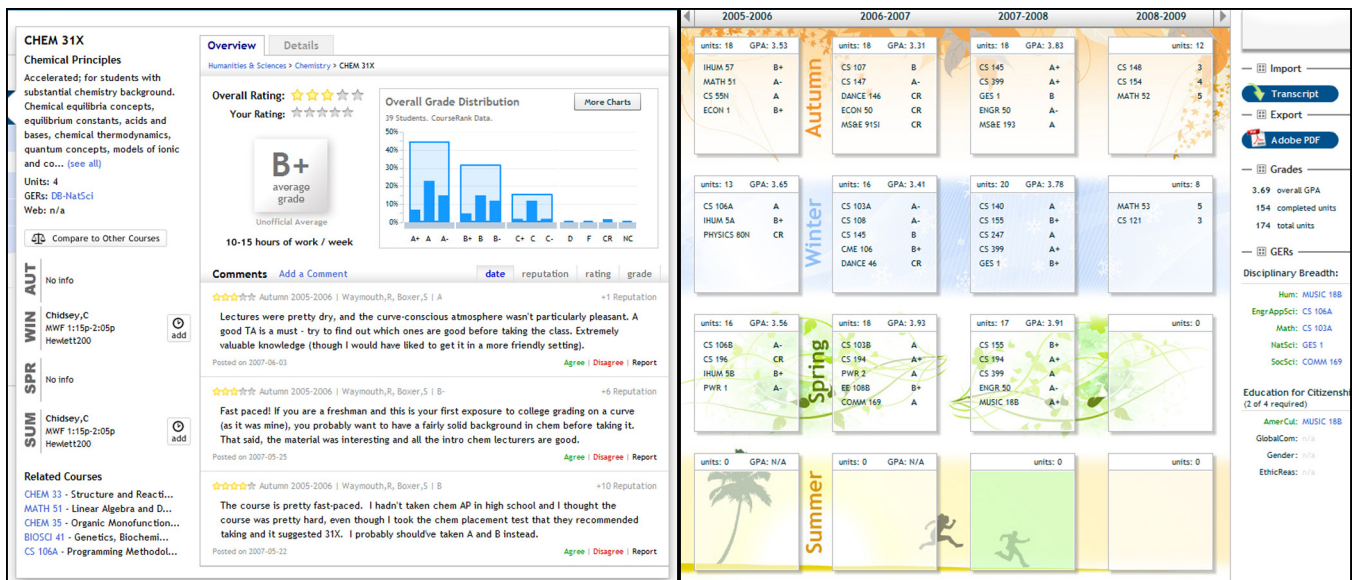 CHEM 31X
Chemical Principles
Accelerated; for students with
substantial chemistry background.
Chemical equilibria concepts,
equilibrium constants, acids and
bases, chemical thermodynamics,
quantum concepts, models of ionic
and co... (see all)
Units: 4
GERs: DB-NatSci
Web: n/a
Compare to Other Courses
AUT
No info
WIN
Chidsey,C
MWF 1:15p-2:05p
Hewlett200
add
SPR
No info
SUM
Chidsey,C
MWF 1:15p-2:05p
Hewlett200
add
Related Courses
CHEM 33 - Structure and Reacti...
MATH 51 - Linear Algebra and D...
CHEM 35 - Organic Monofunction...
BIOSCI 41 - Genetics, Biochemi...
CS 106A - Programming Methodol...
Overview Details
Humanities & Sciences > Chemistry > CHEM 31X
Overall Rating:
Your Rating:
B+
average
grade
Unofficial Average
10-15 hours of work / week
Overall Grade Distribution
More Charts
39 Students. CourseRank Data.
50%
40%
30%
20%
10%
0%
A+ A A- B+ B B- C+ C C- D F CR NC
Comments Add a Comment date reputation rating grade
Autumn 2005-2006 | Waymouth,R, Boxer,S | A +1 Reputation
Lectures were pretty dry, and the curve-conscious atmosphere wasn't particularly pleasant. A
good TA is a must - try to find out which ones are good before taking the class. Extremely
valuable knowledge (though I would have liked to get it in a more friendly setting).
Posted on 2007-06-03 Agree | Disagree | Report
Autumn 2005-2006 | Waymouth,R, Boxer,S | B- +6 Reputation
Fast paced! If you are a freshman and this is your first exposure to college grading on a curve
(as it was mine), you probably want to have a fairly solid background in chem before taking it.
That said, the material was interesting and all the intro chem lecturers are good.
Posted on 2007-05-25 Agree | Disagree | Report
Autumn 2005-2006 | Waymouth,R, Boxer,S | B +10 Reputation
The course is pretty fast-paced. I hadn't taken chem AP in high school and I thought the
course was pretty hard, even though I took the chem placement test that they recommended
taking and it suggested 31X. I probably should've taken A and B instead.
Posted on 2007-05-22 Agree | Disagree | Report
2005-2006 2006-2007 2007-2008 2008-2009
Autumn
units: 18 GPA: 3.53
IHUM 57 B+
MATH 51 A-
CS 55N A
ECON 1 B+
units: 18 GPA: 3.31
CS 107 B
CS 147 A-
DANCE 146 CR
ECON 50 CR
MS&E 91SI CR
units: 18 GPA: 3.83
CS 145 A+
CS 399 A+
GES 1 B
ENGR 50 A-
MS&E 193 A
units: 12
CS 148 3
CS 154 4
MATH 52 5
Winter
units: 13 GPA: 3.65
CS 106A A
IHUM 5A B+
PHYSICS 80N CR
units: 16 GPA: 3.41
CS 103A A-
CS 108 A-
CS 145 B
CME 106 B+
DANCE 46 CR
units: 20 GPA: 3.78
CS 140 A
CS 155 B+
CS 247 A
CS 399 A+
GES 1 B+
units: 8
MATH 53 5
CS 121 3
Spring
units: 16 GPA: 3.56
CS 106B A-
CS 196 CR
IHUM 5B B+
PWR 1 A-
units: 18 GPA: 3.93
CS 103B A
CS 194 A+
PWR 2 A
EE 108B B+
COMM 169 A
units: 17 GPA: 3.91
CS 155 B+
CS 194 A+
CS 399 A
ENGR 50 A-
MUSIC 18B A+
units: 0
Summer
units: 0 GPA: N/A
units: 0 GPA: N/A
units: 0
units: 0
Import
Transcript
Export
Adobe PDF
Grades
3.69 overall GPA
154 completed units
174 total units
GERs
Disciplinary Breadth:
Hum: MUSIC 18B
EngrAppSci: CS 106A
Math: CS 103A
NatSci: GES 1
SocSci: COMM 169
Education for Citizenshi
(2 of 4 required)
AmerCul: MUSIC 18B
GlobalCom: n/a
Gender: n/a
EthicReas: n/a